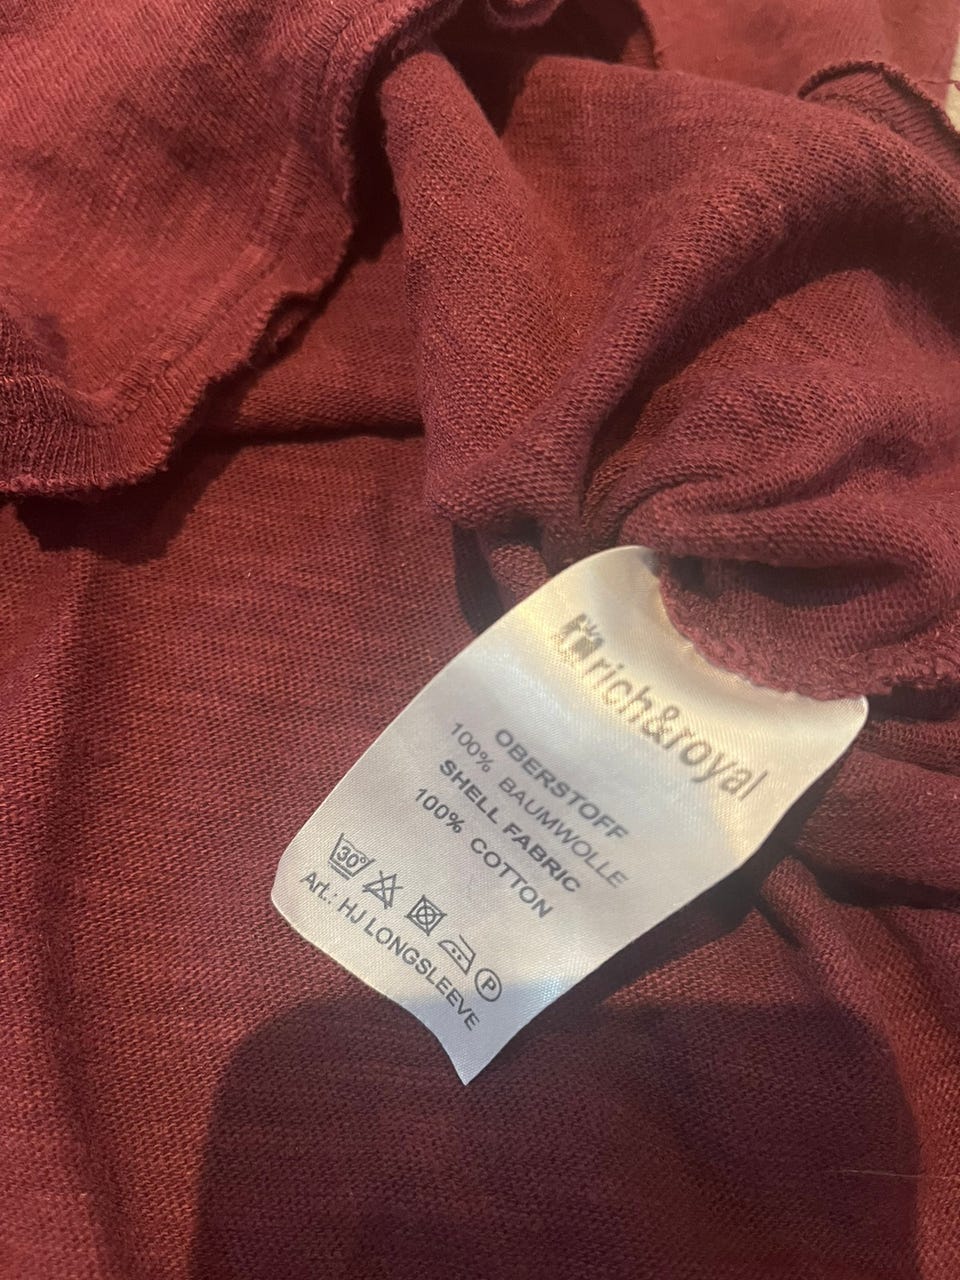 rich&royal
OBERSTOFF
100% BAUMWOLLE
SHELL FABRIC
100% COTTON
30°
P
Art.: HJ LONGSLEEVE